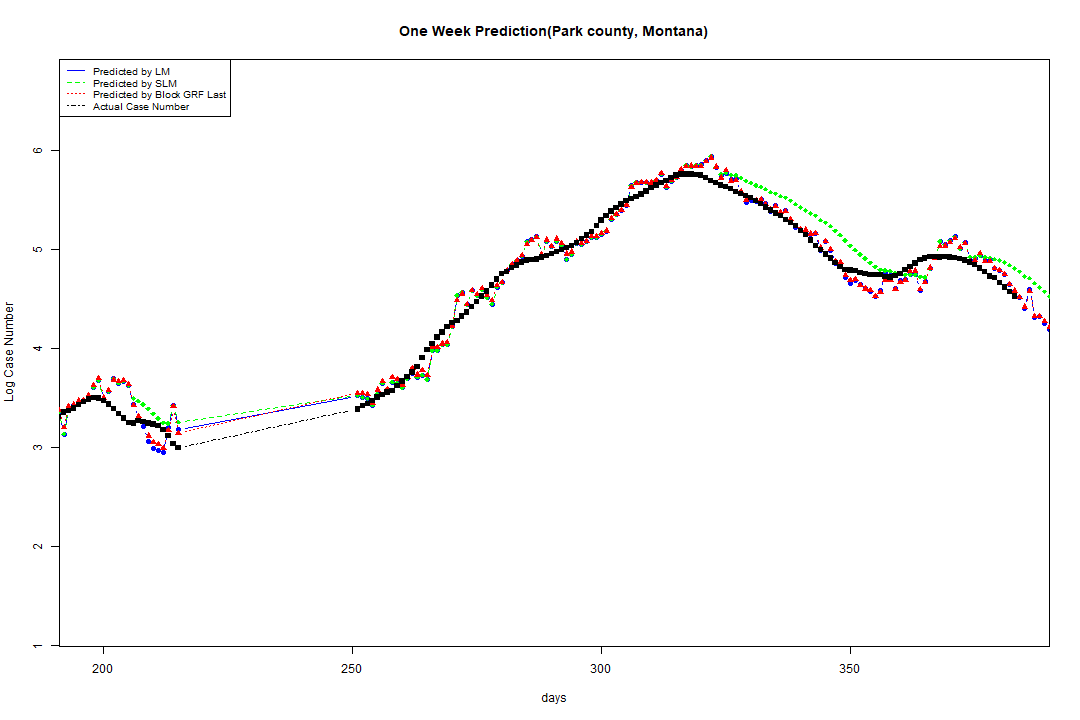 One Week Prediction(Park county, Montana)
Predicted by LM
Predicted by SLM
Predicted by Block GRF Last
Actual Case Number
Log Case Number
6
5
4
3
2
1
200 250 300 350
days